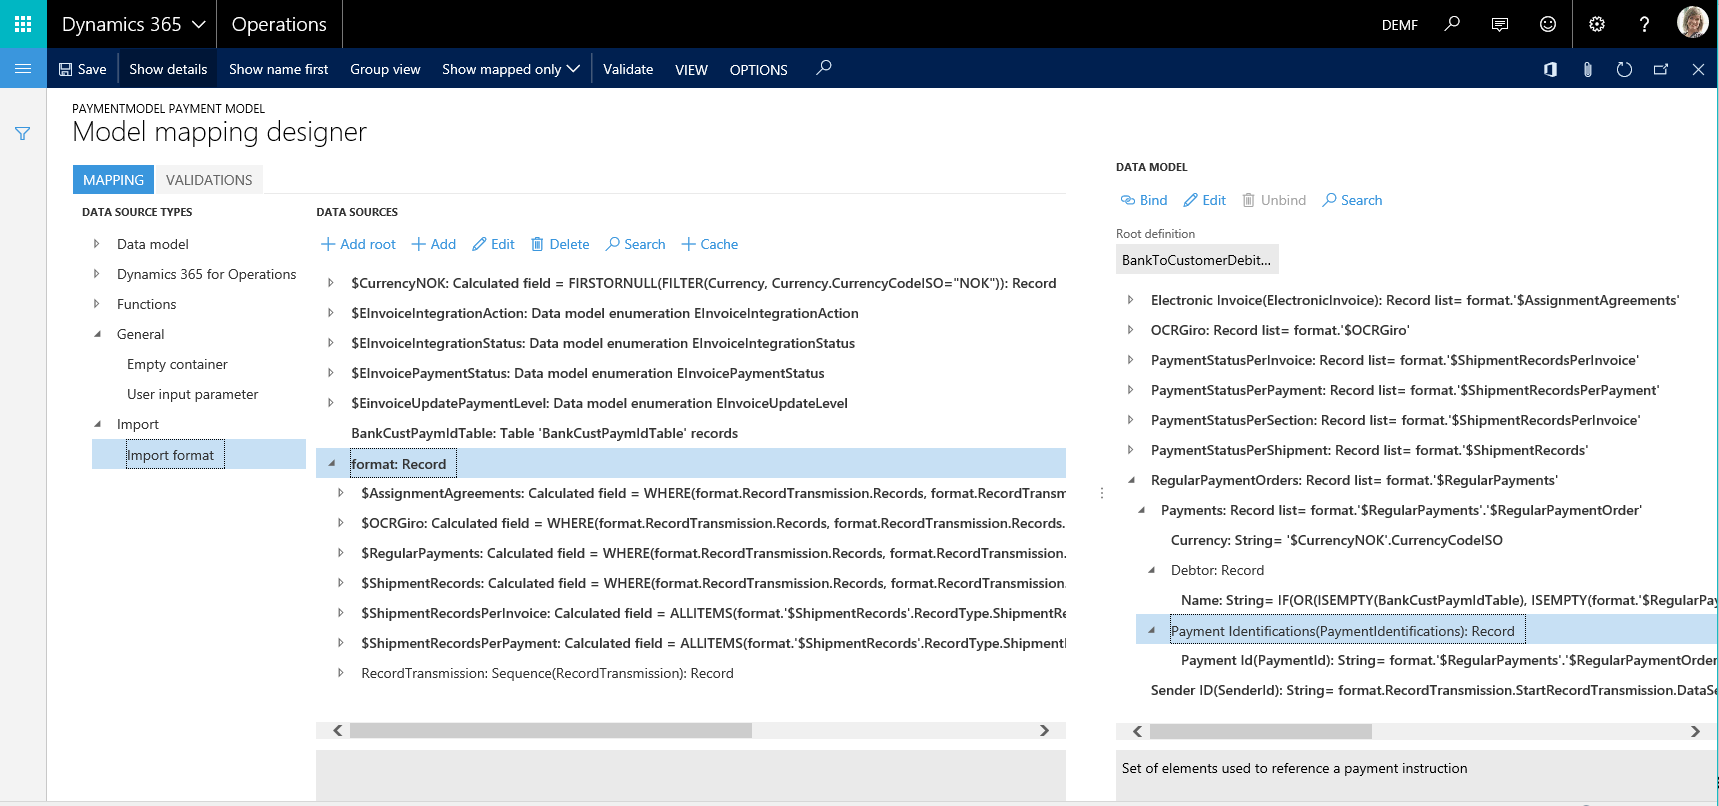 Dynamics 365
Operations
DEMF
Save
Show details
Show name first
Group view
Show mapped only
Validate
VIEW
OPTIONS
PAYMENTMODEL PAYMENT MODEL
Model mapping designer
MAPPING
VALIDATIONS
DATA SOURCE TYPES
Data model
Dynamics 365 for Operations
Functions
General
Empty container
User input parameter
Import
Import format
DATA SOURCES
Add root
Add
Edit
Delete
Search
Cache
$CurrencyNOK: Calculated field = FIRSTORNULL(FILTER(Currency, Currency.CurrencyCodeISO="NOK")): Record
$EInvoiceIntegrationAction: Data model enumeration EInvoiceIntegrationAction
$EInvoiceIntegrationStatus: Data model enumeration EInvoiceIntegrationStatus
$EInvoicePaymentStatus: Data model enumeration EInvoicePaymentStatus
$EinvoiceUpdatePaymentLevel: Data model enumeration EInvoiceUpdateLevel
BankCustPaymIdTable: Table 'BankCustPaymIdTable' records
format: Record
$AssignmentAgreements: Calculated field = WHERE(format.RecordTransmission.Records, format.RecordTransm
$OCRGiro: Calculated field = WHERE(format.RecordTransmission.Records, format.RecordTransmission.Records.
$RegularPayments: Calculated field = WHERE(format.RecordTransmission.Records, format.RecordTransmission.
$ShipmentRecords: Calculated field = WHERE(format.RecordTransmission.Records, format.RecordTransmission.
$ShipmentRecordsPerInvoice: Calculated field = ALLITEMS(format.'$ShipmentRecords'.RecordType.ShipmentRe
$ShipmentRecordsPerPayment: Calculated field = ALLITEMS(format.'$ShipmentRecords'.RecordType.Shipment
RecordTransmission: Sequence(RecordTransmission): Record
DATA MODEL
Bind
Edit
Unbind
Search
Root definition
BankToCustomerDebit...
Electronic Invoice(ElectronicInvoice): Record list= format.'$AssignmentAgreements'
OCRGiro: Record list= format.'$OCRGiro'
PaymentStatusPerInvoice: Record list= format.'$ShipmentRecordsPerInvoice'
PaymentStatusPerPayment: Record list= format.'$ShipmentRecordsPerPayment'
PaymentStatusPerSection: Record list= format.'$ShipmentRecordsPerInvoice'
PaymentStatusPerShipment: Record list= format.'$ShipmentRecords'
RegularPaymentOrders: Record list= format.'$RegularPayments'
Payments: Record list= format.'$RegularPayments'.'$RegularPaymentOrder'
Currency: String= '$CurrencyNOK'.CurrencyCodeISO
Debtor: Record
Name: String= IF(OR(ISEMPTY(BankCustPaymIdTable), ISEMPTY(format.'$RegularPay
Payment Identifications(PaymentIdentifications): Record
Payment Id(PaymentId): String= format.'$RegularPayments'.'$RegularPaymentOrder
Sender ID(SenderId): String= format.RecordTransmission.StartRecordTransmission.DataSe
Set of elements used to reference a payment instruction